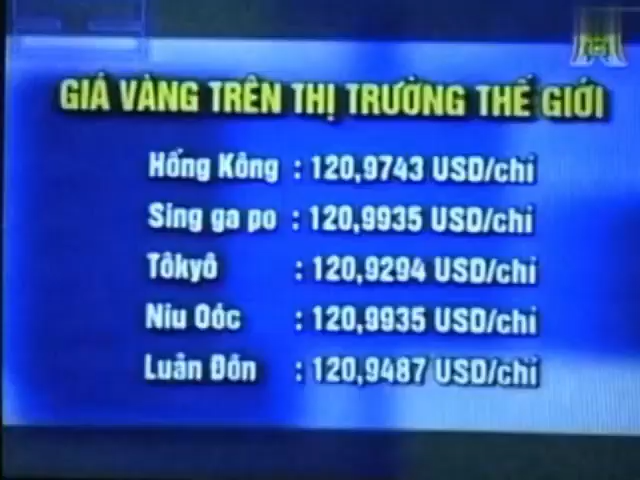 GIÁ VÀNG TRÊN THỊ TRƯỜNG THẾ GIỚI
Hồng Kông : 120,9743 USD/chỉ
Sing ga po : 120,9935 USD/chỉ
Tôkyô : 120,9294 USD/chỉ
Niu Oóc : 120,9935 USD/chỉ
Luân Đôn : 120,9487 USD/chỉ